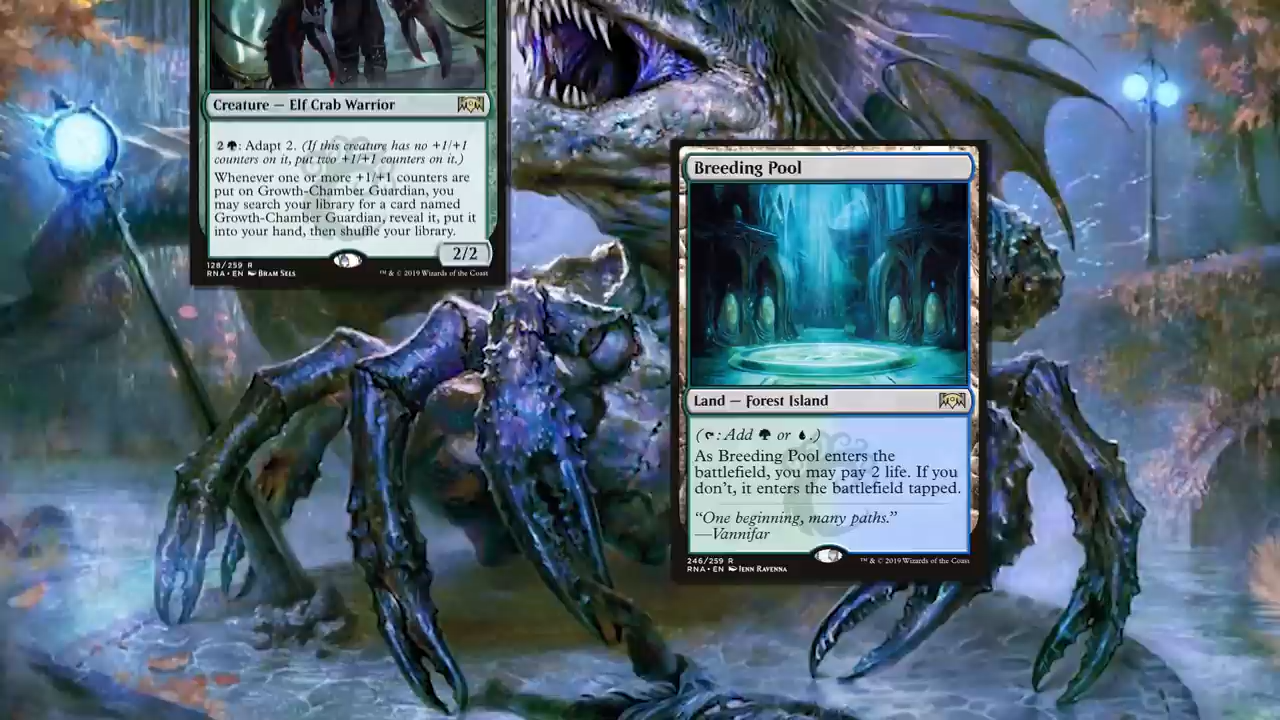 Creature — Elf Crab Warrior
2 : Adapt 2. (If this creature has no +1/+1
counters on it, put two +1/+1 counters on it.)
Whenever one or more +1/+1 counters are
put on Growth-Chamber Guardian, you
may search your library for a card named
Growth-Chamber Guardian, reveal it, put it
into your hand, then shuffle your library.
2/2
128/259 R
RNA • EN Bram Sels
™ & © 2019 Wizards of the Coast
Breeding Pool
Land — Forest Island
( : Add or .)
As Breeding Pool enters the
battlefield, you may pay 2 life. If you
don't, it enters the battlefield tapped.
“One beginning, many paths.”
—Vannifar
246/259 R
RNA • EN Jenn Ravenna
™ & © 2019 Wizards of the Coast